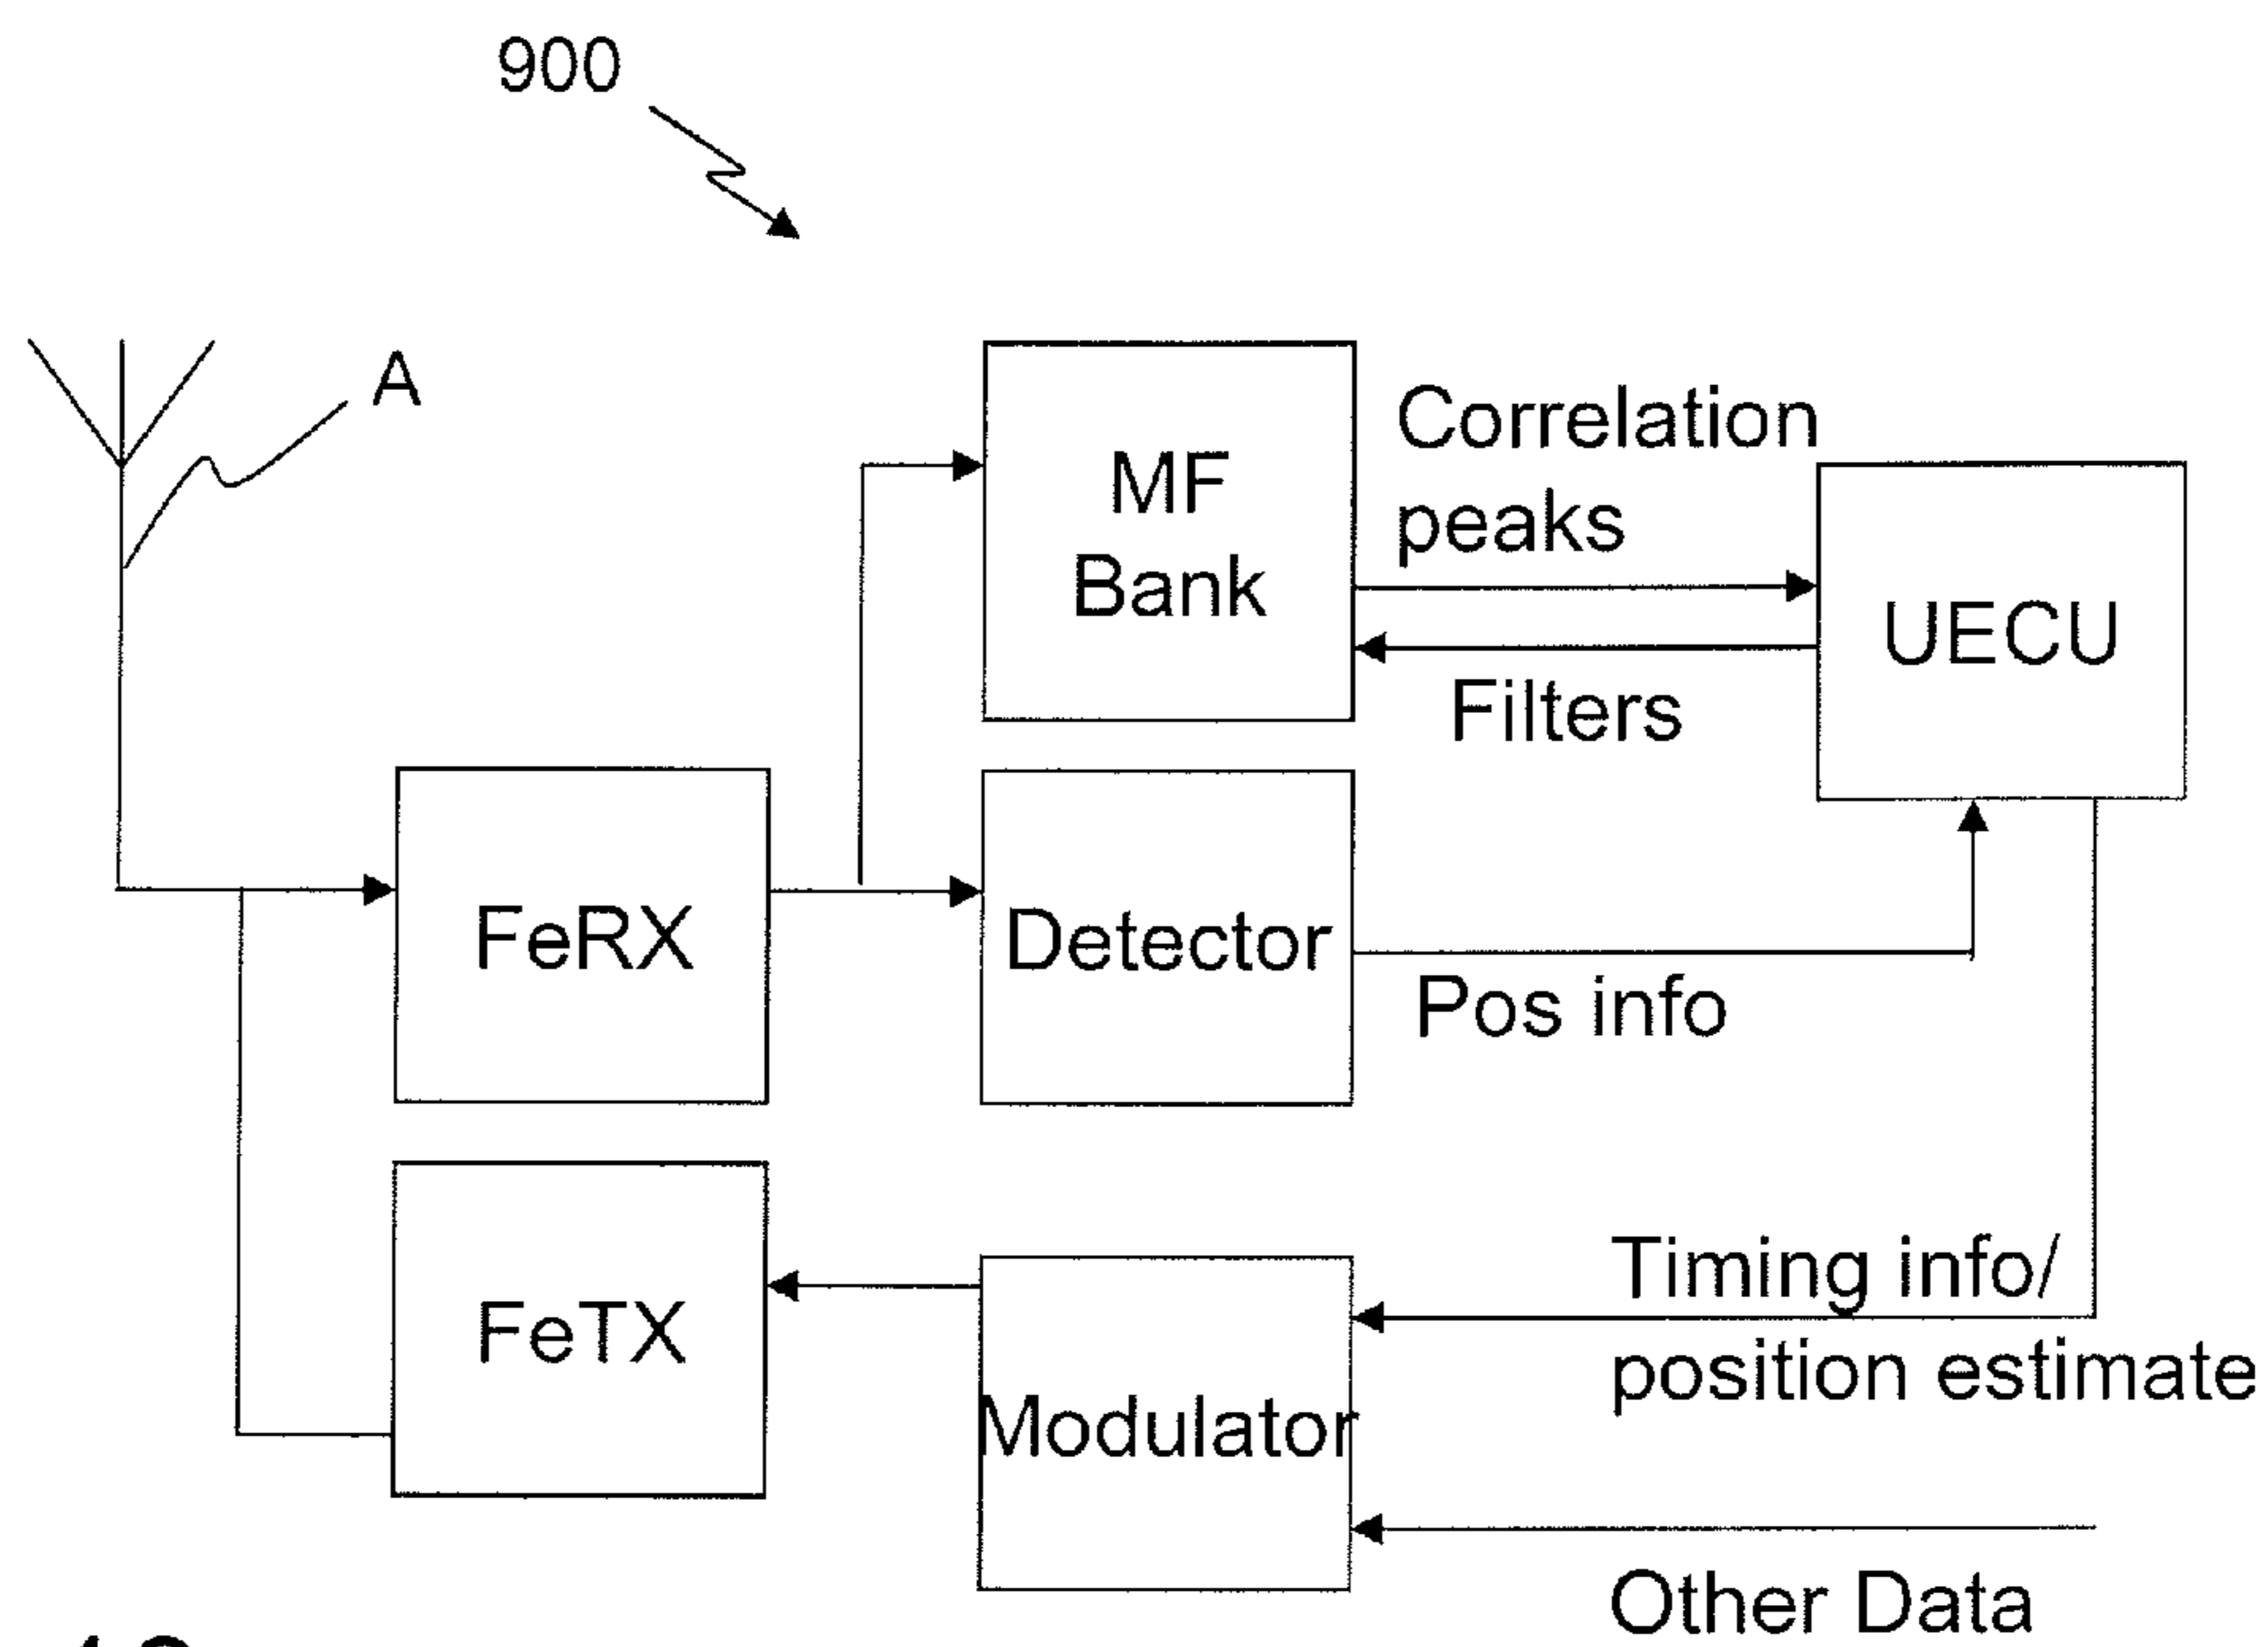 900
A
MF
Bank
Correlation
peaks
UECU
Filters
FeRX
Detector
Pos info
FeTX
Modulator
Timing info/
position estimate
Other Data